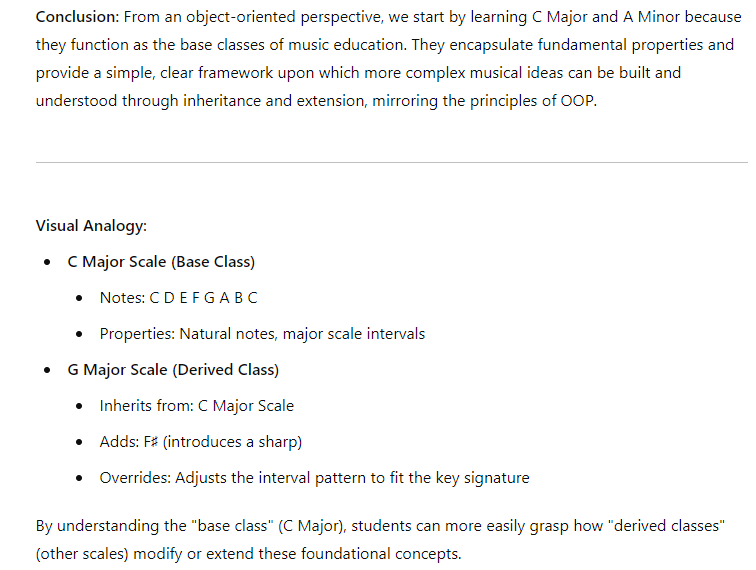 Conclusion: From an object-oriented perspective, we start by learning C Major and A Minor because
they function as the base classes of music education. They encapsulate fundamental properties and
provide a simple, clear framework upon which more complex musical ideas can be built and
understood through inheritance and extension, mirroring the principles of OOP.
Visual Analogy:
• C Major Scale (Base Class)
• Notes: C D E F G A B C
• Properties: Natural notes, major scale intervals
• G Major Scale (Derived Class)
• Inherits from: C Major Scale
• Adds: F♯ (introduces a sharp)
• Overrides: Adjusts the interval pattern to fit the key signature
By understanding the "base class" (C Major), students can more easily grasp how "derived classes"
(other scales) modify or extend these foundational concepts.